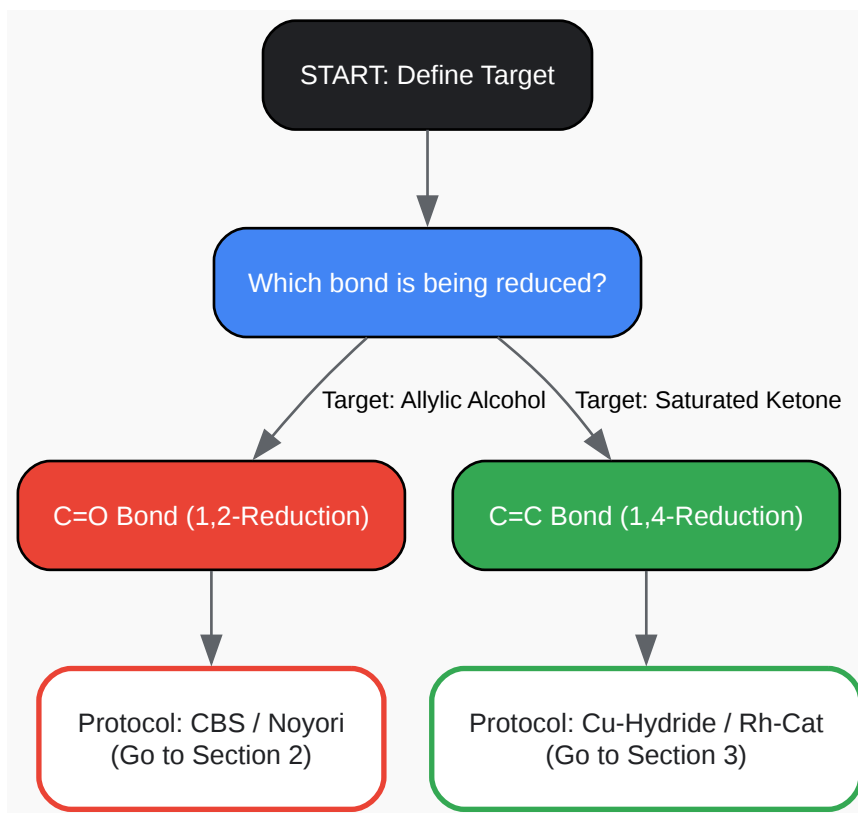 START: Define Target
Which bond is being reduced?
Target: Allylic Alcohol
Target: Saturated Ketone
C=O Bond (1,2-Reduction)
C=C Bond (1,4-Reduction)
Protocol: CBS / Noyori
(Go to Section 2)
Protocol: Cu-Hydride / Rh-Cat
(Go to Section 3)